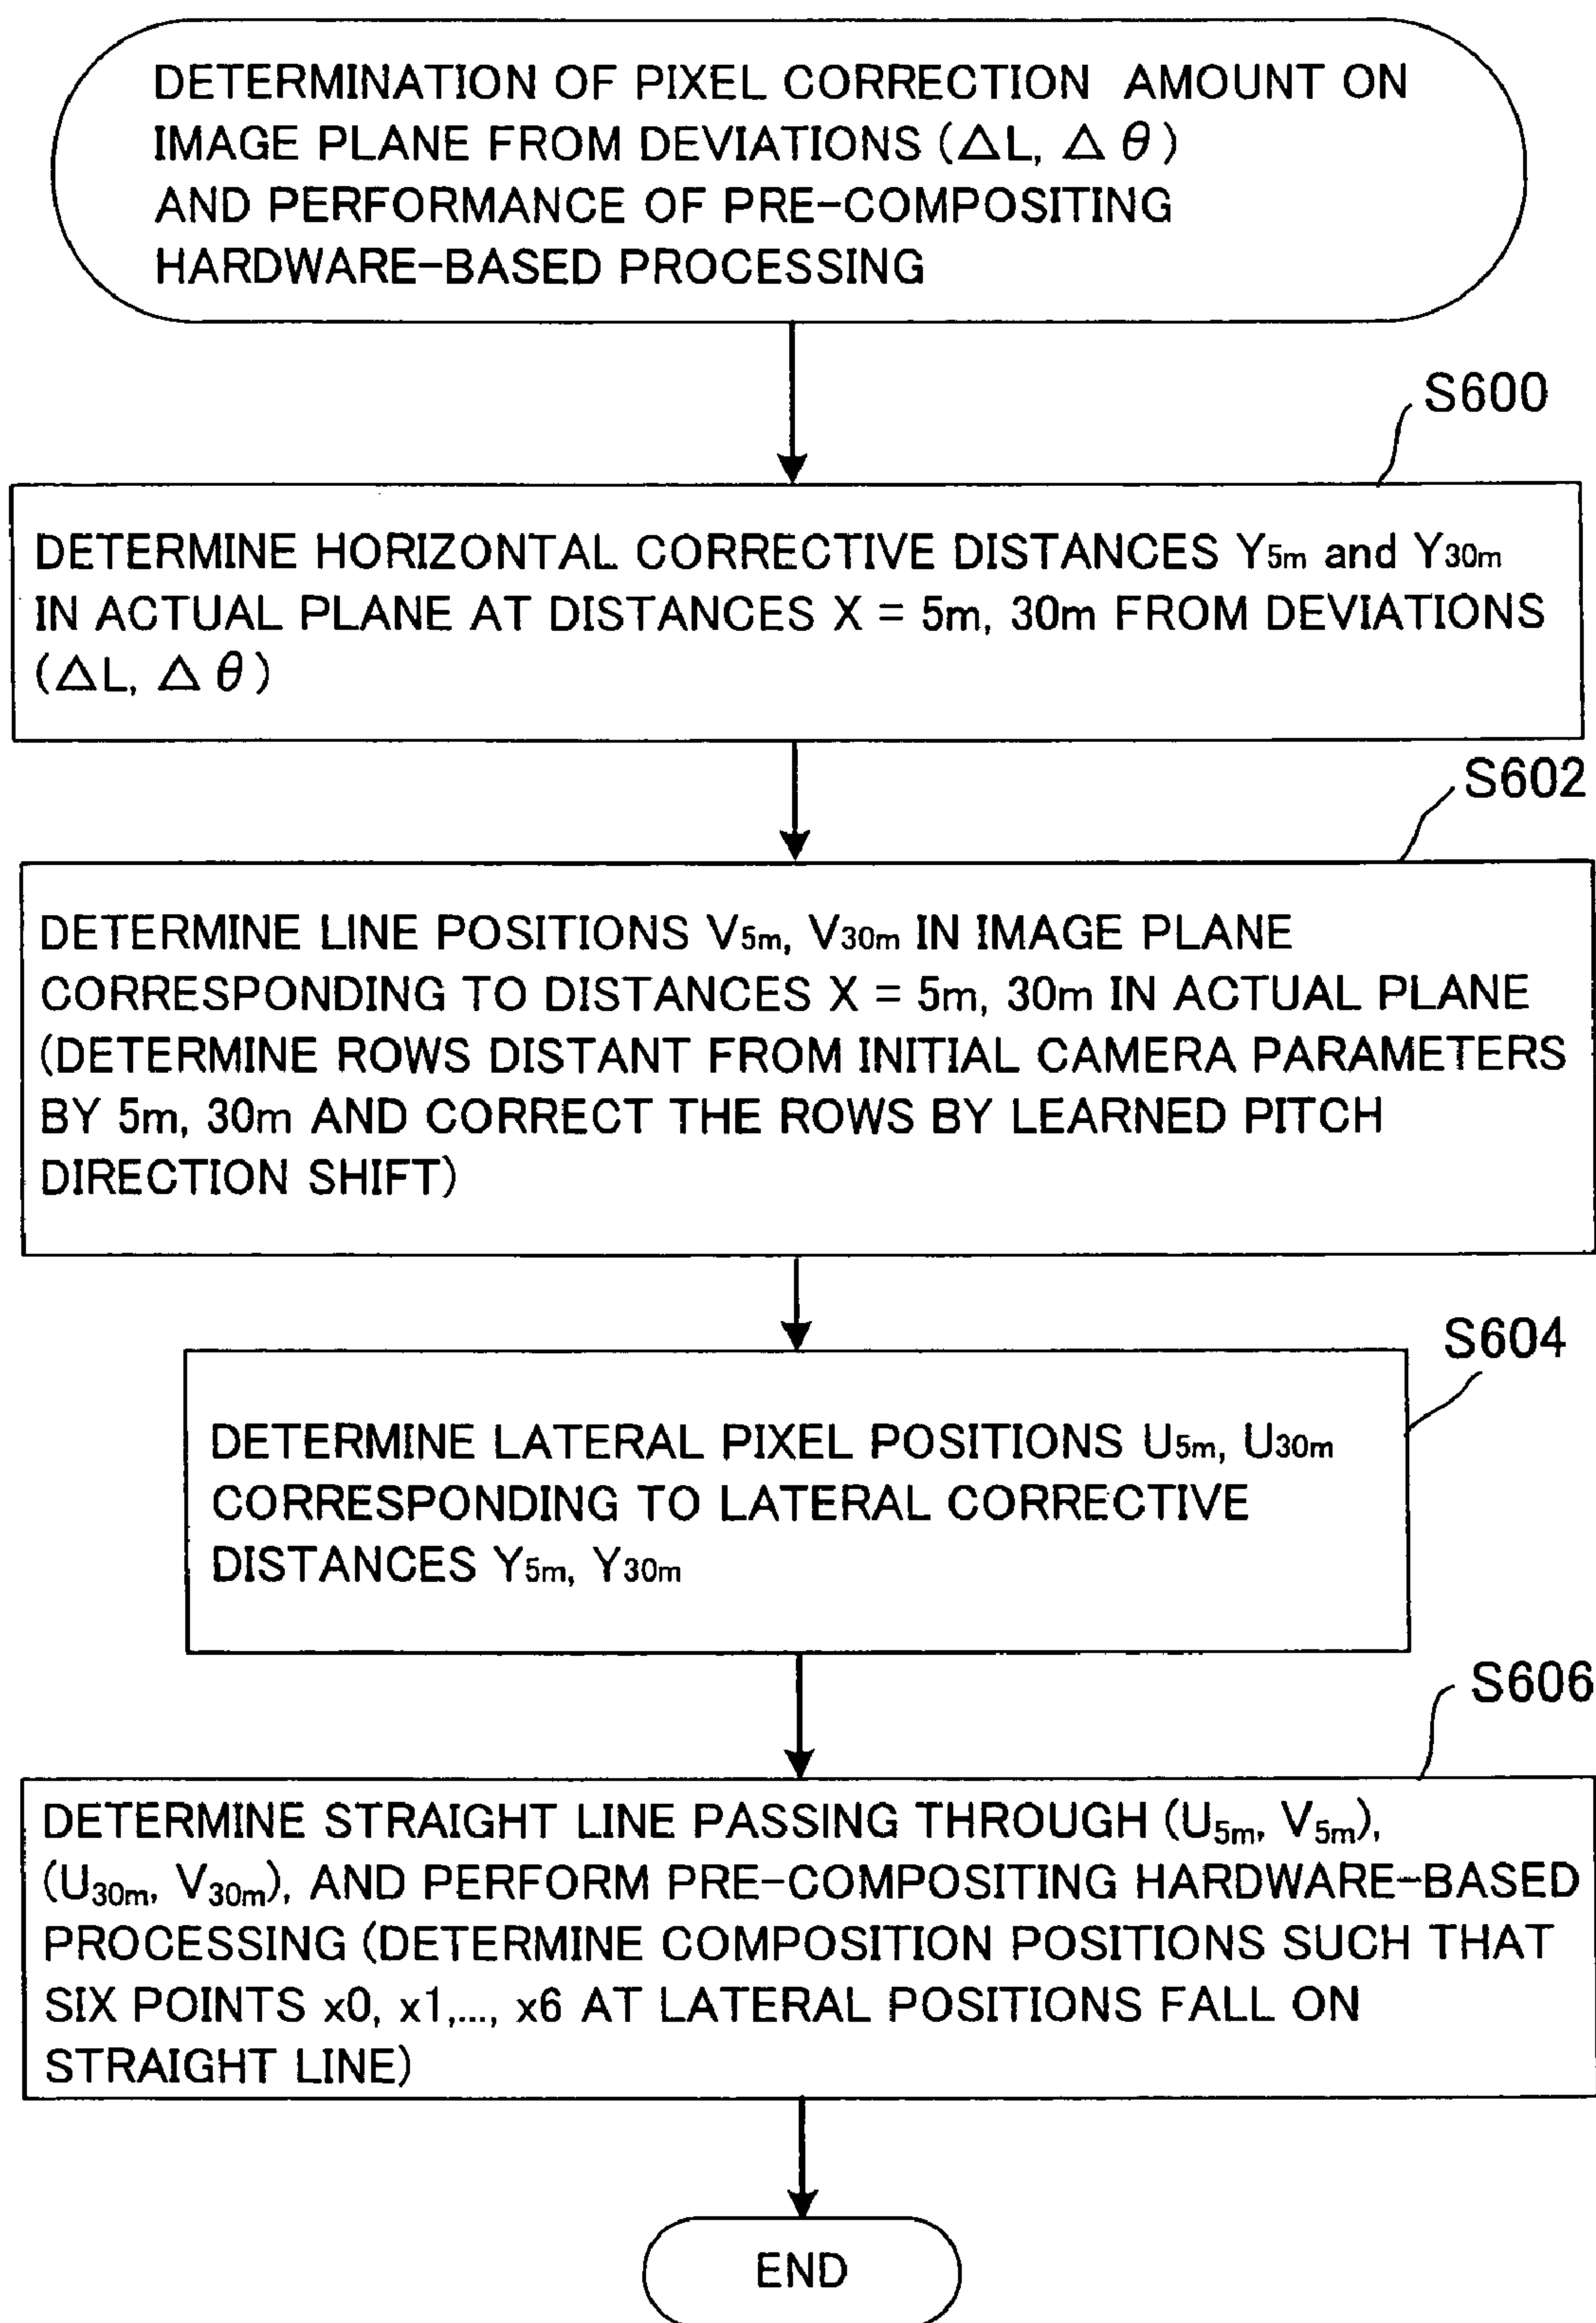 DETERMINATION OF PIXEL CORRECTION AMOUNT ON
IMAGE PLANE FROM DEVIATIONS (△L, △ θ)
AND PERFORMANCE OF PRE-COMPOSITING
HARDWARE-BASED PROCESSING
S600
DETERMINE HORIZONTAL CORRECTIVE DISTANCES Y5m and Y30m
IN ACTUAL PLANE AT DISTANCES X = 5m, 30m FROM DEVIATIONS
(△L, △ θ)
S602
DETERMINE LINE POSITIONS V5m, V30m IN IMAGE PLANE
CORRESPONDING TO DISTANCES X = 5m, 30m IN ACTUAL PLANE
(DETERMINE ROWS DISTANT FROM INITIAL CAMERA PARAMETERS
BY 5m, 30m AND CORRECT THE ROWS BY LEARNED PITCH
DIRECTION SHIFT)
S604
DETERMINE LATERAL PIXEL POSITIONS U5m, U30m
CORRESPONDING TO LATERAL CORRECTIVE
DISTANCES Y5m, Y30m
S606
DETERMINE STRAIGHT LINE PASSING THROUGH (U5m, V5m),
(U30m, V30m), AND PERFORM PRE-COMPOSITING HARDWARE-BASED
PROCESSING (DETERMINE COMPOSITION POSITIONS SUCH THAT
SIX POINTS x0, x1,..., x6 AT LATERAL POSITIONS FALL ON
STRAIGHT LINE)
END